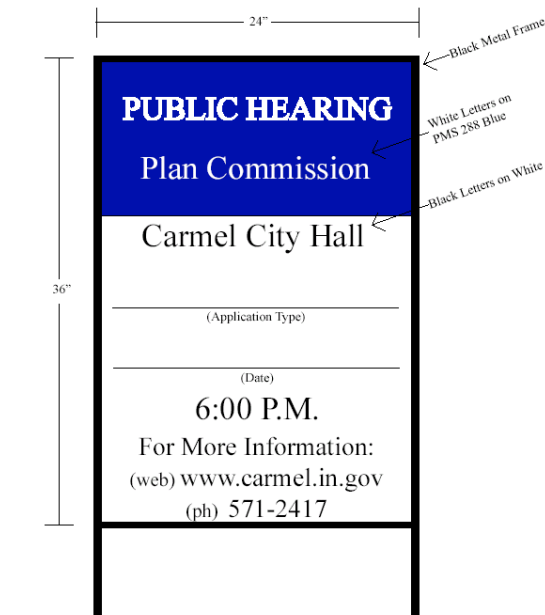 24”
Black Metal Frame
PUBLIC HEARING
White Letters on
PMS 288 Blue
Plan Commission
Black Letters on White
Carmel City Hall
36”
(Application Type)
(Date)
6:00 P.M.
For More Information:
(web) www.carmel.in.gov
(ph) 571-2417